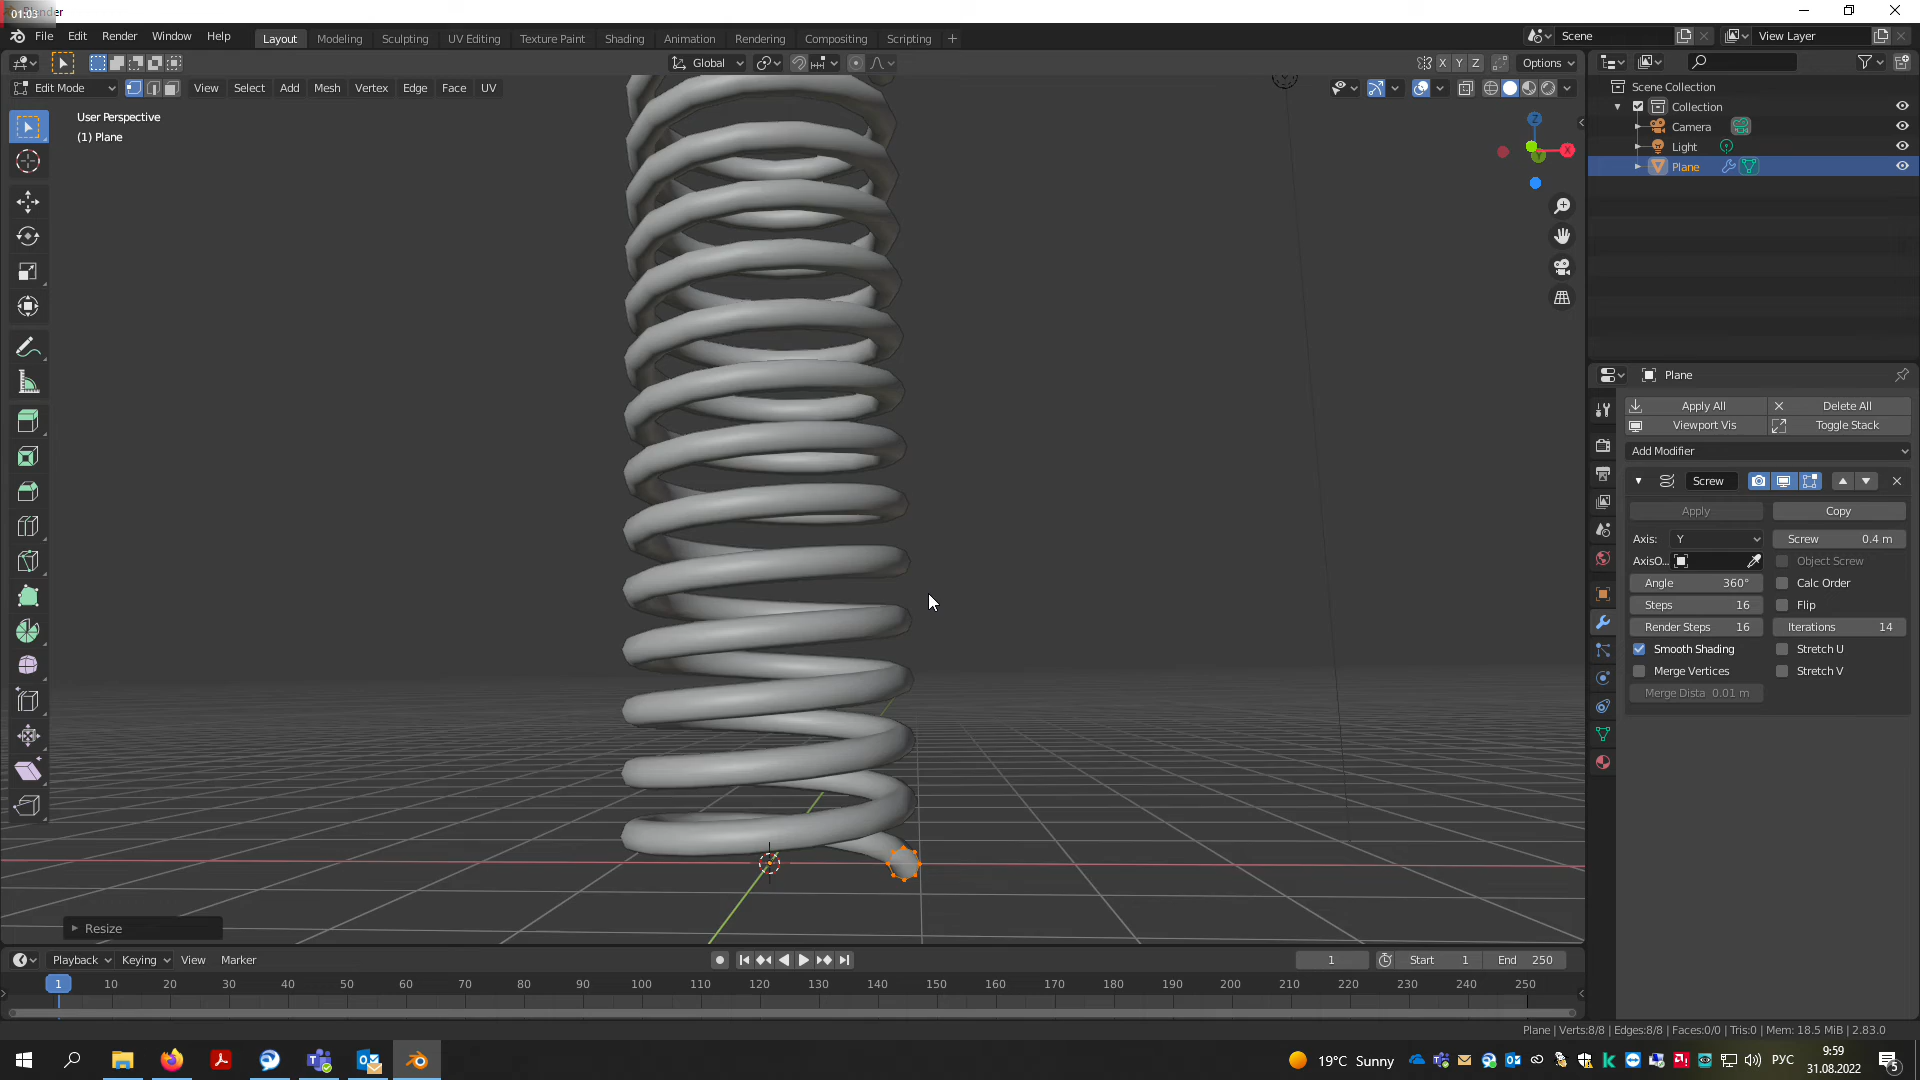 01:03
File Edit Render Window Help Layout Modeling Sculpting UV Editing Texture Paint Shading Animation Rendering Compositing Scripting + Scene View Layer
Global X Y Z Options
Edit Mode View Select Add Mesh Vertex Edge Face UV
User Perspective
(1) Plane
Z
X
Y
Scene Collection
Collection
Camera
Light
Plane
Plane
Apply All Delete All
Viewport Vis Toggle Stack
Add Modifier
Screw
Apply Copy
Axis: Y Screw 0.4 m
AxisO... Object Screw
Angle 360° Calc Order
Steps 16 Flip
Render Steps 16 Iterations 14
Smooth Shading Stretch U
Merge Vertices Stretch V
Merge Dista 0.01 m
Resize
Playback Keying View Marker 1 Start 1 End 250
1 10 20 30 40 50 60 70 80 90 100 110 120 130 140 150 160 170 180 190 200 210 220 230 240 250
Plane | Verts:8/8 | Edges:8/8 | Faces:0/0 | Tris:0 | Mem: 18.5 MiB | 2.83.0
19°C Sunny РУС 9:59
31.08.2022 5